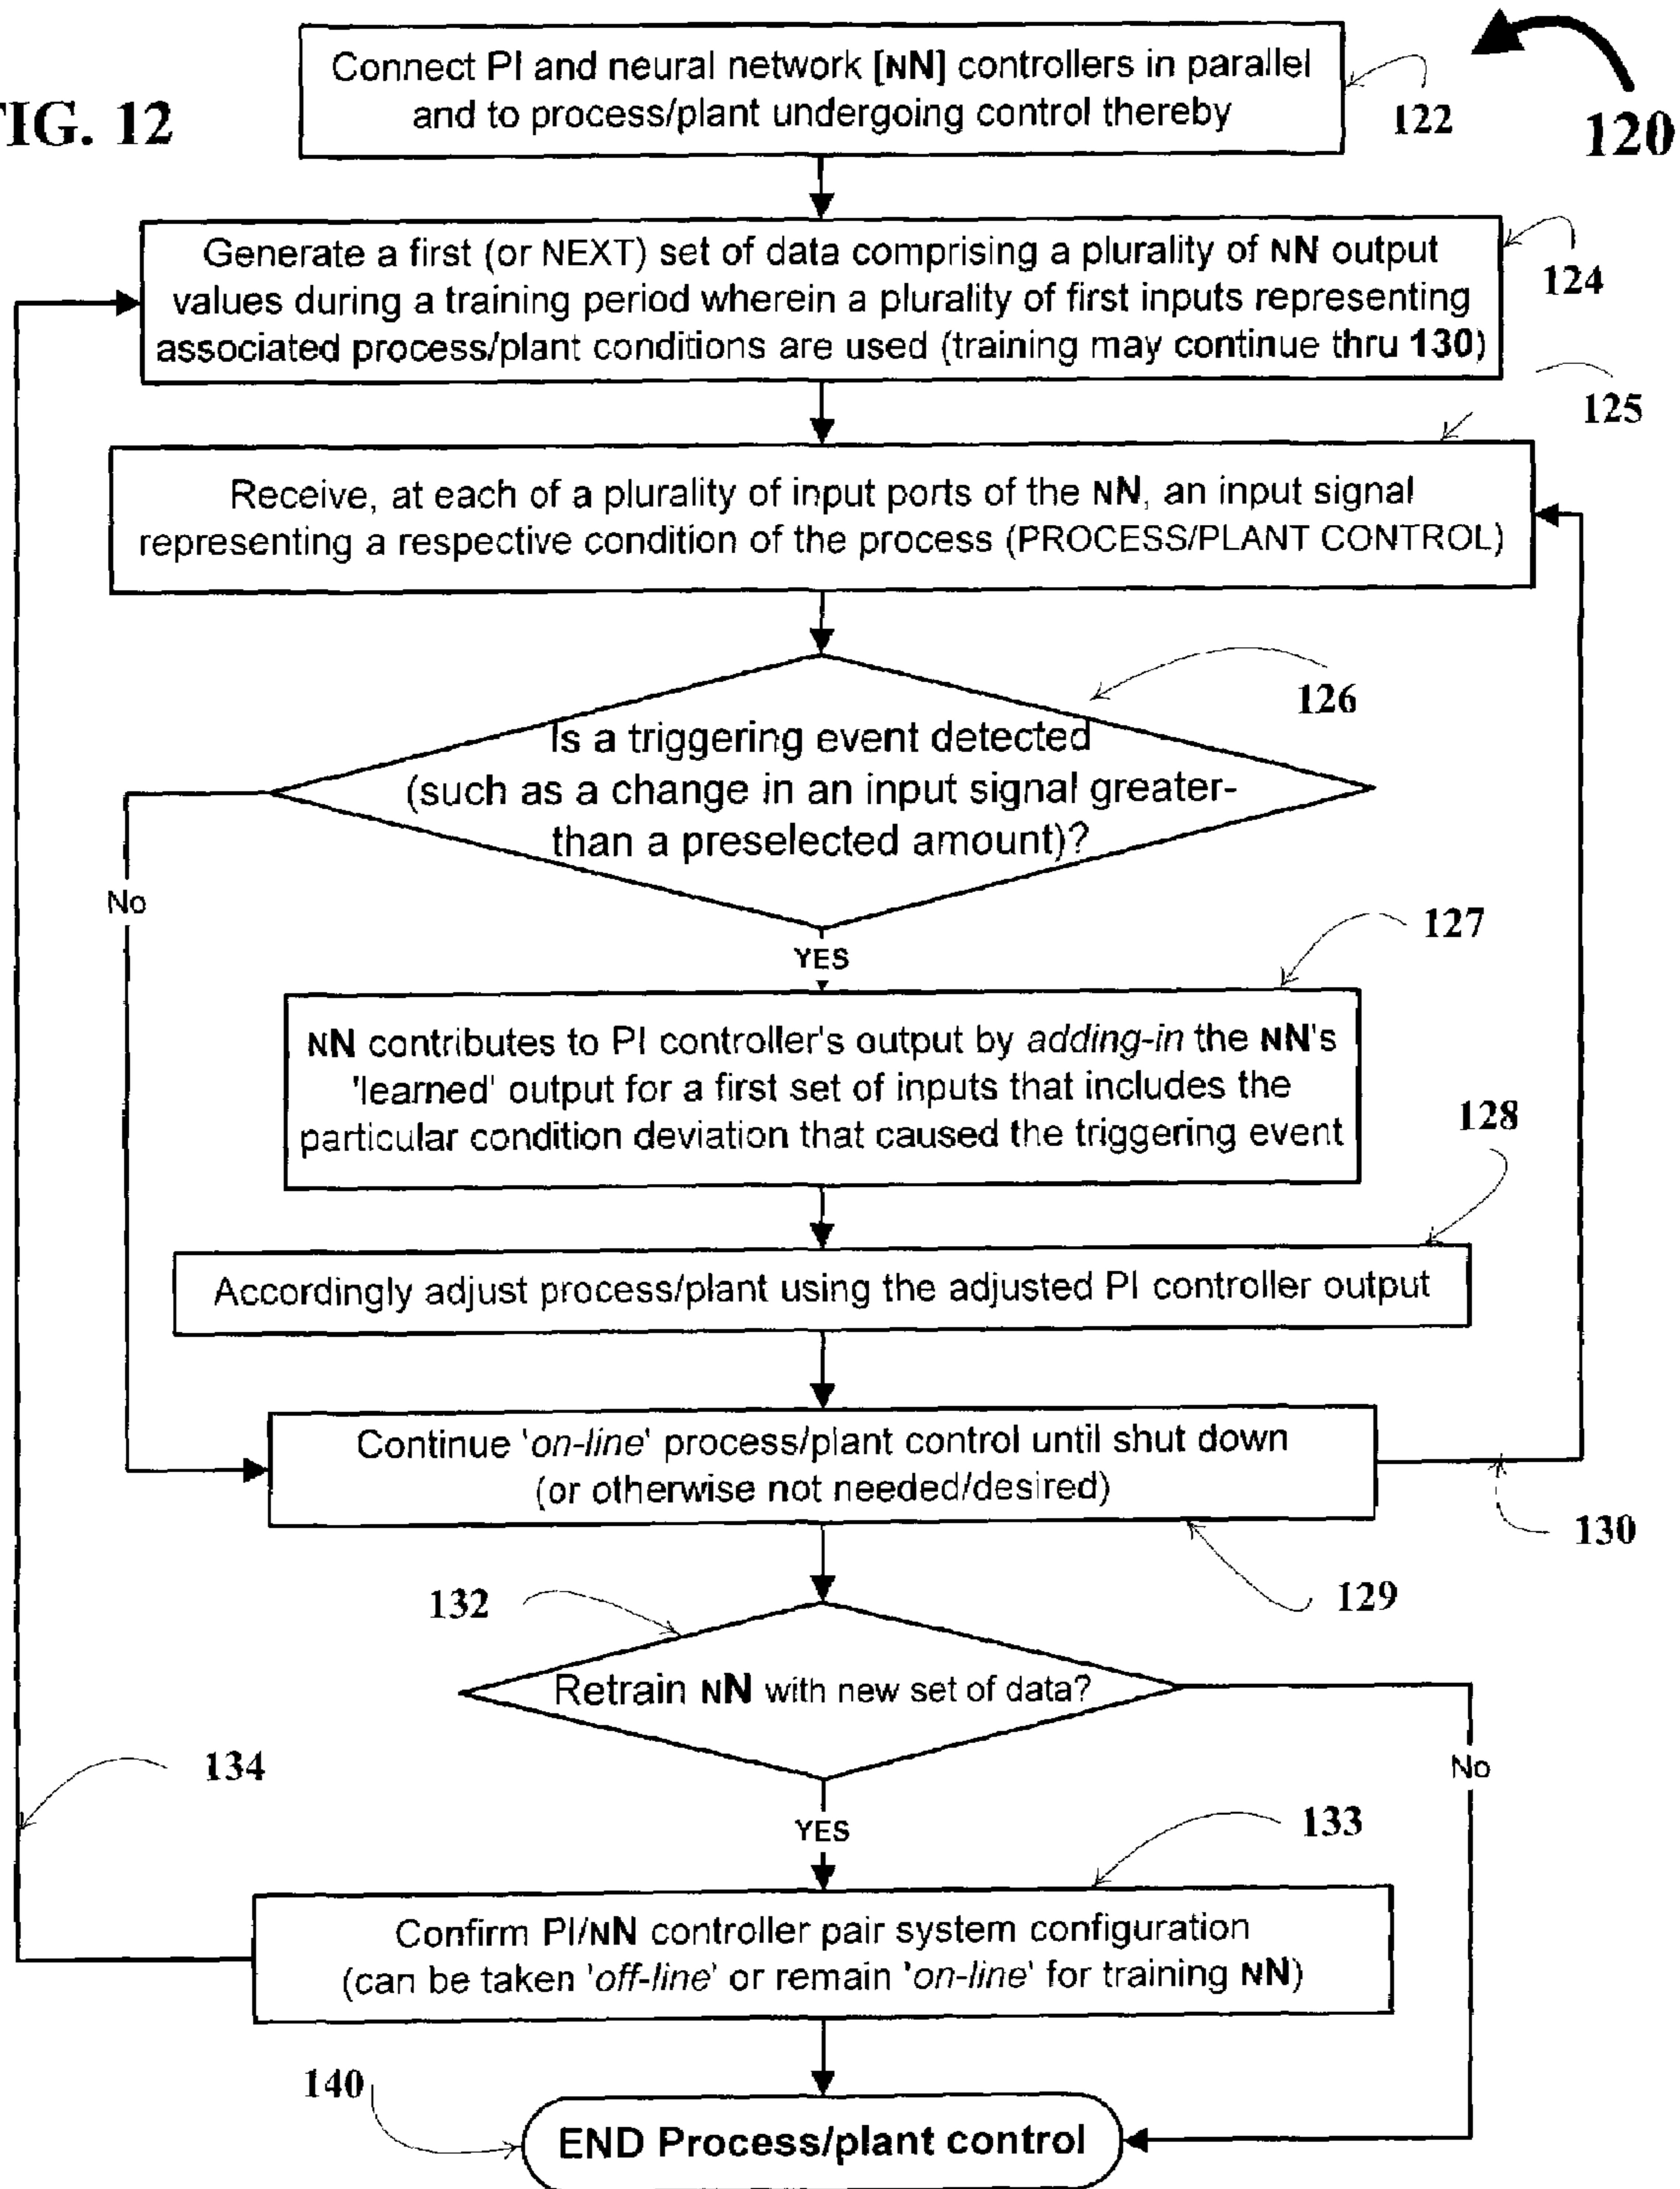 FIG. 12
Connect PI and neural network [NN] controllers in parallel
and to process/plant undergoing control thereby
122
120
Generate a first (or NEXT) set of data comprising a plurality of NN output
values during a training period wherein a plurality of first inputs representing
associated process/plant conditions are used (training may continue thru 130)
124
125
Receive, at each of a plurality of input ports of the NN, an input signal
representing a respective condition of the process (PROCESS/PLANT CONTROL)
126
Is a triggering event detected
(such as a change in an input signal greater-
than a preselected amount)?
No
YES
127
NN contributes to PI controller's output by adding-in the NN's
'learned' output for a first set of inputs that includes the
particular condition deviation that caused the triggering event
128
Accordingly adjust process/plant using the adjusted PI controller output
Continue 'on-line' process/plant control until shut down
(or otherwise not needed/desired)
130
129
132
Retrain NN with new set of data?
134
No
YES
133
Confirm PI/NN controller pair system configuration
(can be taken 'off-line' or remain 'on-line' for training NN)
140
END Process/plant control